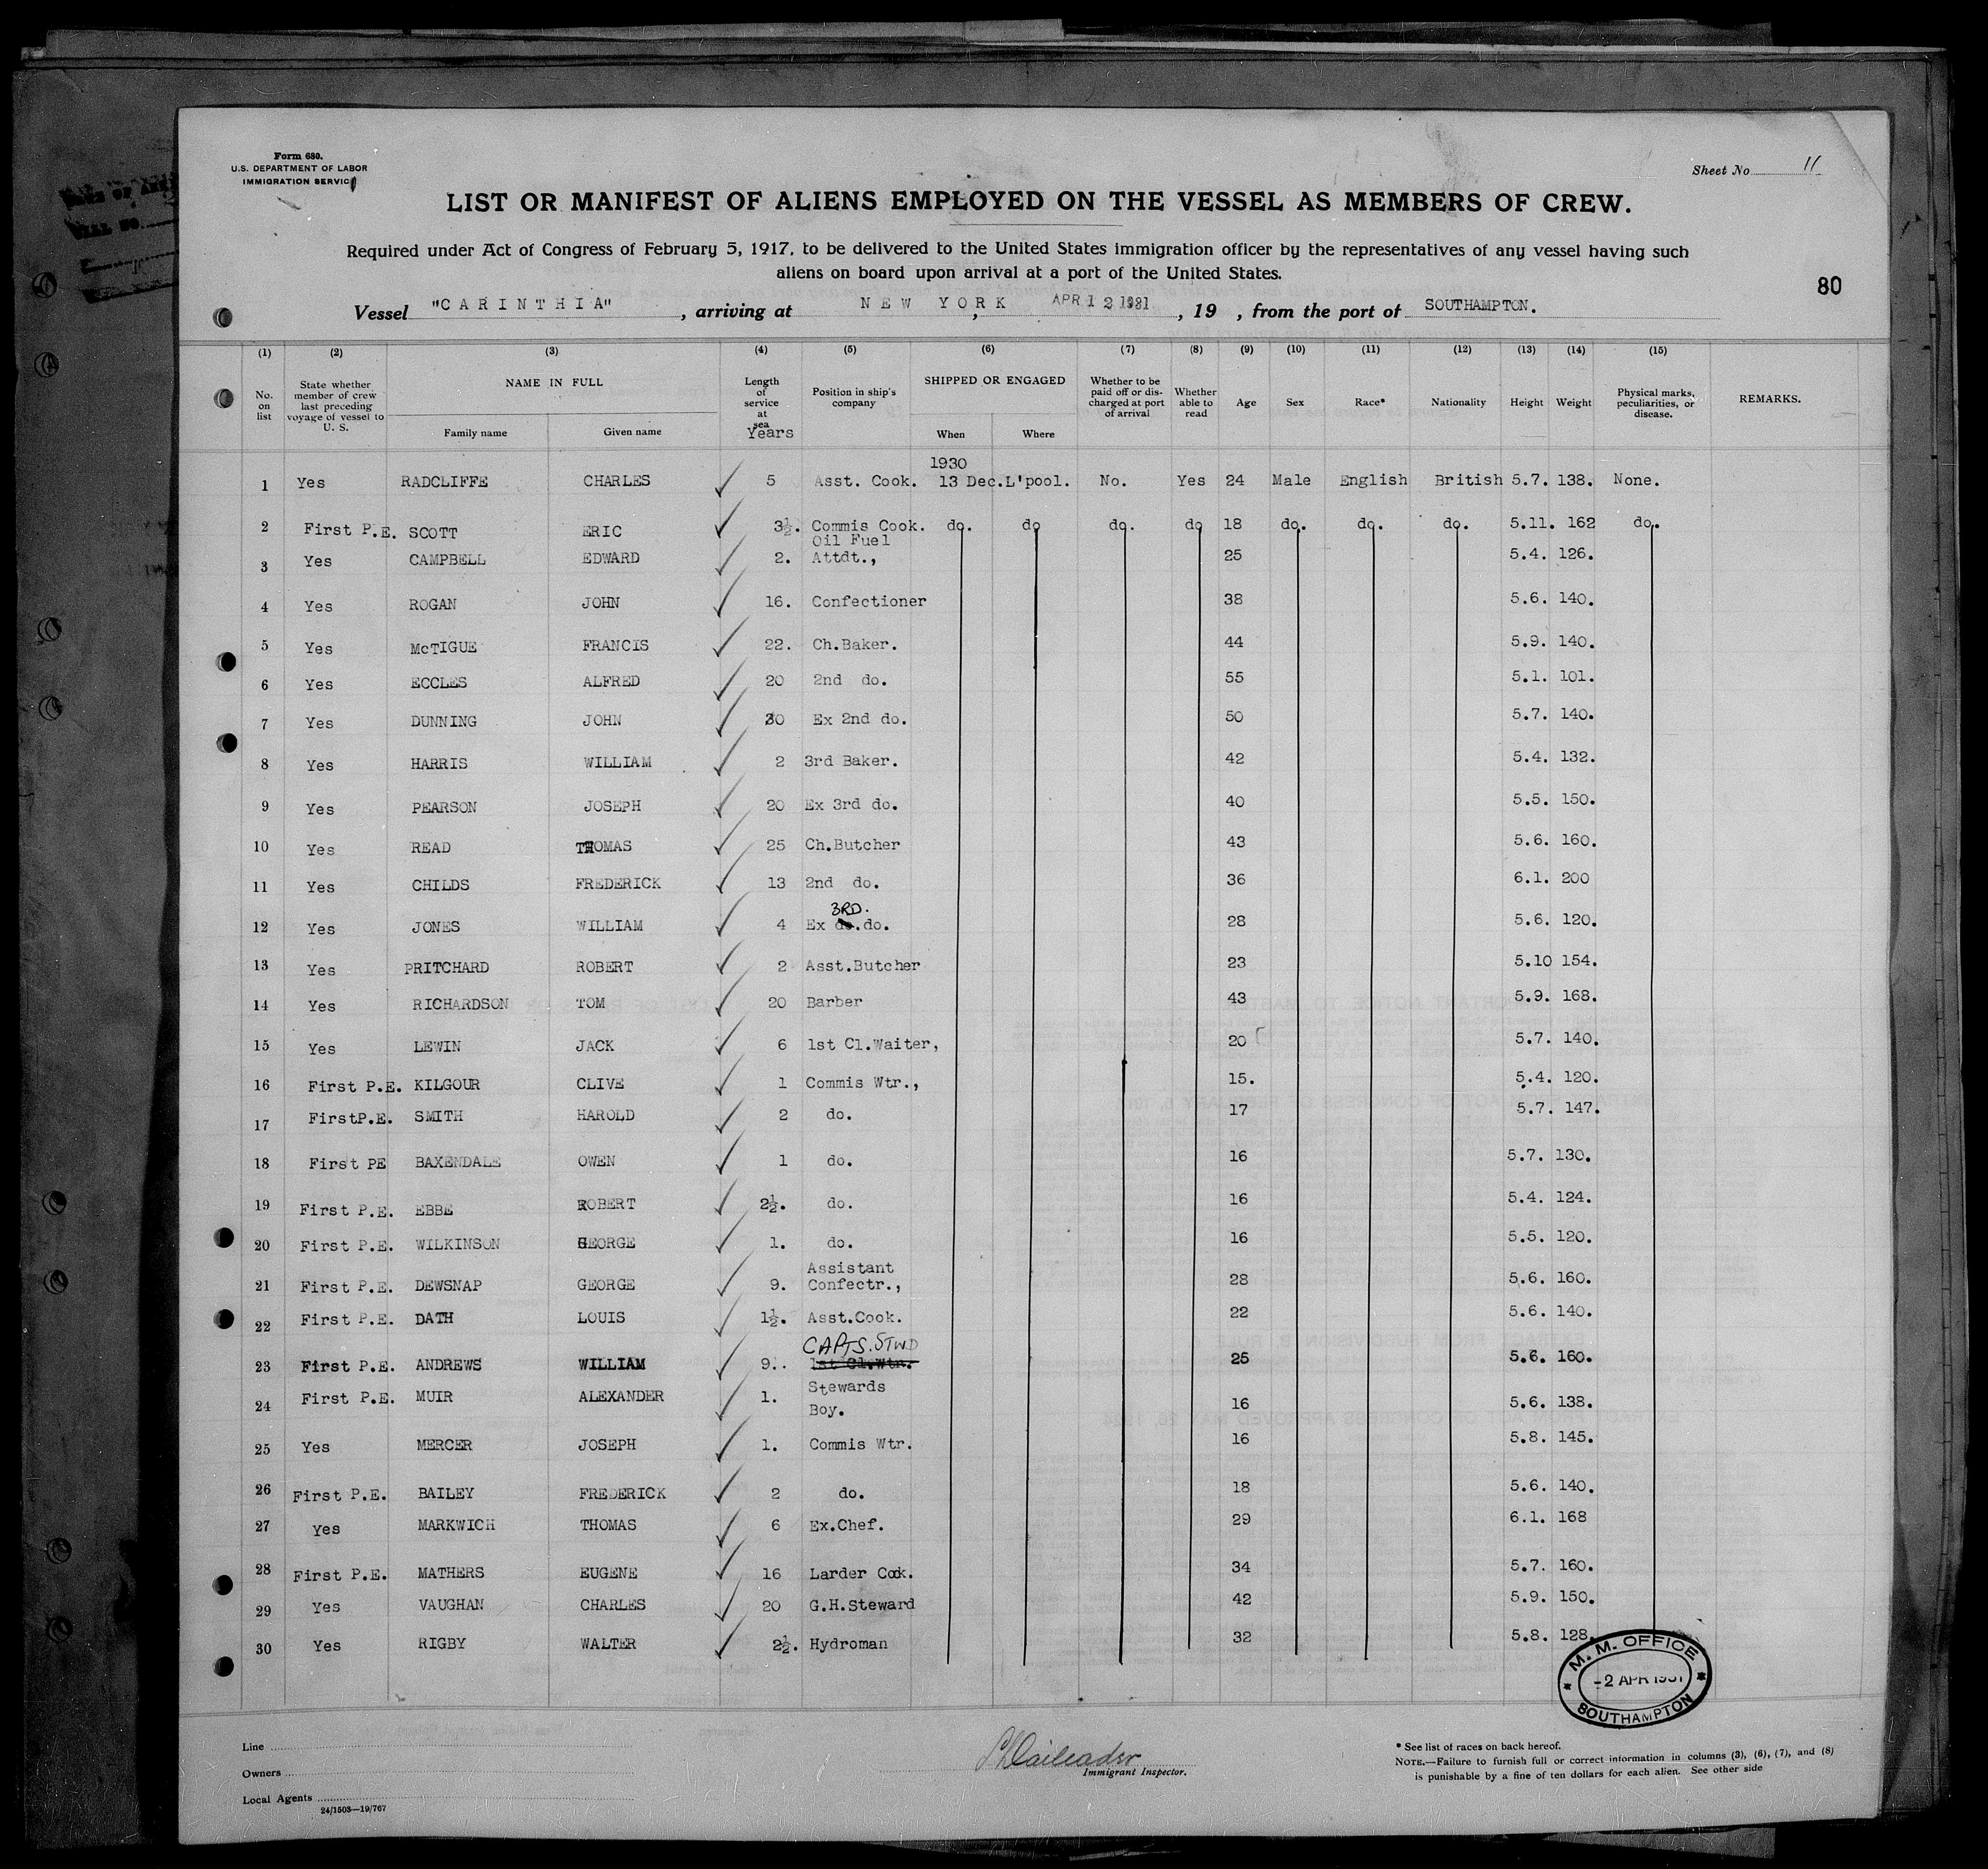 Form 680.
U.S. DEPARTMENT OF LABOR
IMMIGRATION SERVICE
Sheet No. 11
LIST OR MANIFEST OF ALIENS EMPLOYED ON THE VESSEL AS MEMBERS OF CREW.
Required under Act of Congress of February 5, 1917, to be delivered to the United States immigration officer by the representatives of any vessel having such
aliens on board upon arrival at a port of the United States.
80
Vessel "CARINTHIA", arriving at NEW YORK, APR 12 1931, 19 , from the port of SOUTHAMPTON.
(1) (2) (3) (4) (5) (6) (7) (8) (9) (10) (11) (12) (13) (14) (15)
No. on list State whether member of crew last preceding voyage of vessel to U. S. NAME IN FULL Family name Given name Length of service at sea Years Position in ship's company SHIPPED OR ENGAGED When Where Whether to be paid off or discharged at port of arrival Whether able to read Age Sex Race* Nationality Height Weight Physical marks, peculiarities, or disease. REMARKS.
1930
1 Yes RADCLIFFE CHARLES 5 Asst. Cook. 13 Dec. L'pool. No. Yes 24 Male English British 5.7. 138. None.
2 First P.E. SCOTT ERIC 3½. Commis Cook. do. do do. do 18 do. do. do. 5.11. 162 do.
3 Yes CAMPBELL EDWARD 2. Oil Fuel Attdt., 25 5.4. 126.
4 Yes ROGAN JOHN 16. Confectioner 38 5.6. 140.
5 Yes McTIGUE FRANCIS 22. Ch.Baker. 44 5.9. 140.
6 Yes ECCLES ALFRED 20 2nd do. 55 5.1. 101.
7 Yes DUNNING JOHN 30 Ex 2nd do. 50 5.7. 140.
8 Yes HARRIS WILLIAM 2 3rd Baker. 42 5.4. 132.
9 Yes PEARSON JOSEPH 20 Ex 3rd do. 40 5.5. 150.
10 Yes READ THOMAS 25 Ch.Butcher 43 5.6. 160.
11 Yes CHILDS FREDERICK 13 2nd do. 36 6.1. 200
12 Yes JONES WILLIAM 4 Ex 3RD. do. 28 5.6. 120.
13 Yes PRITCHARD ROBERT 2 Asst.Butcher 23 5.10 154.
14 Yes RICHARDSON TOM 20 Barber 43 5.9. 168.
15 Yes LEWIN JACK 6 1st Cl.Waiter, 20 5.7. 140.
16 First P.E. KILGOUR CLIVE 1 Commis Wtr., 15. 5.4. 120.
17 FirstP.E. SMITH HAROLD 2 do. 17 5.7. 147.
18 First PE BAXENDALE OWEN 1 do. 16 5.7. 130.
19 First P.E. EBBE ROBERT 2½. do. 16 5.4. 124.
20 First P.E. WILKINSON GEORGE 1. do. 16 5.5. 120.
21 First P.E. DEWSNAP GEORGE 9. Assistant Confectr., 28 5.6. 160.
22 First P.E. DATH LOUIS 1½. Asst.Cook. 22 5.6. 140.
23 First P.E. ANDREWS WILLIAM 9.. CAPTS.STWD 1st Cl.Wtr. 25 5.6. 160.
24 First P.E. MUIR ALEXANDER 1. Stewards Boy. 16 5.6. 138.
25 Yes MERCER JOSEPH 1. Commis Wtr. 16 5.8. 145.
26 First P.E. BAILEY FREDERICK 2 do. 18 5.6. 140.
27 Yes MARKWICH THOMAS 6 Ex.Chef. 29 6.1. 168
28 First P.E. MATHERS EUGENE 16 Larder Cook. 34 5.7. 160.
29 Yes VAUGHAN CHARLES 20 G.H.Steward 42 5.9. 150.
30 Yes RIGBY WALTER 2½. Hydroman 32 5.8. 128.
M. M. OFFICE
-2 APR 1931
SOUTHAMPTON
Line
Owners
Local Agents
24/1503—19/767
Immigrant Inspector.
* See list of races on back hereof.
NOTE.—Failure to furnish full or correct information in columns (3), (6), (7), and (8)
is punishable by a fine of ten dollars for each alien. See other side